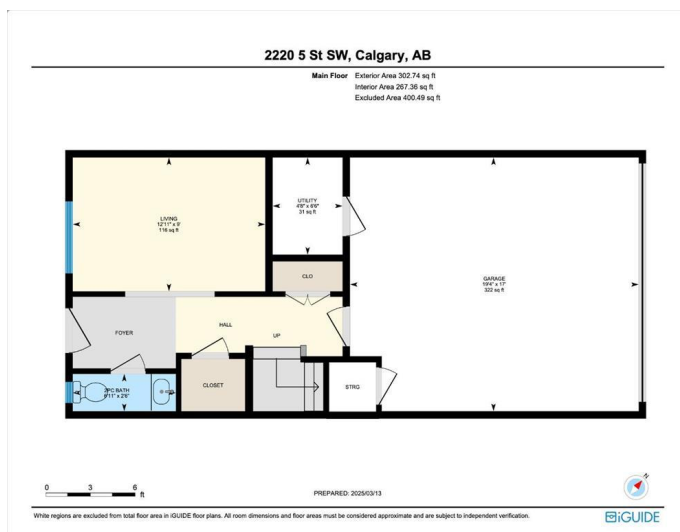 2220 5 St SW, Calgary, AB
Main Floor Exterior Area 302.74 sq ft
Interior Area 267.36 sq ft
Excluded Area 400.49 sq ft
LIVING
12'11" x 9'
116 sq ft
UTILITY
4'8" x 6'6"
31 sq ft
CLO
GARAGE
19'4" x 17'
322 sq ft
FOYER
HALL
UP
2PC BATH
6'11" x 2'6"
CLOSET
STRG
0 3 6
ft
PREPARED: 2025/03/13
N
White regions are excluded from total floor area in iGUIDE floor plans. All room dimensions and floor areas must be considered approximate and are subject to independent verification.
iGUIDE